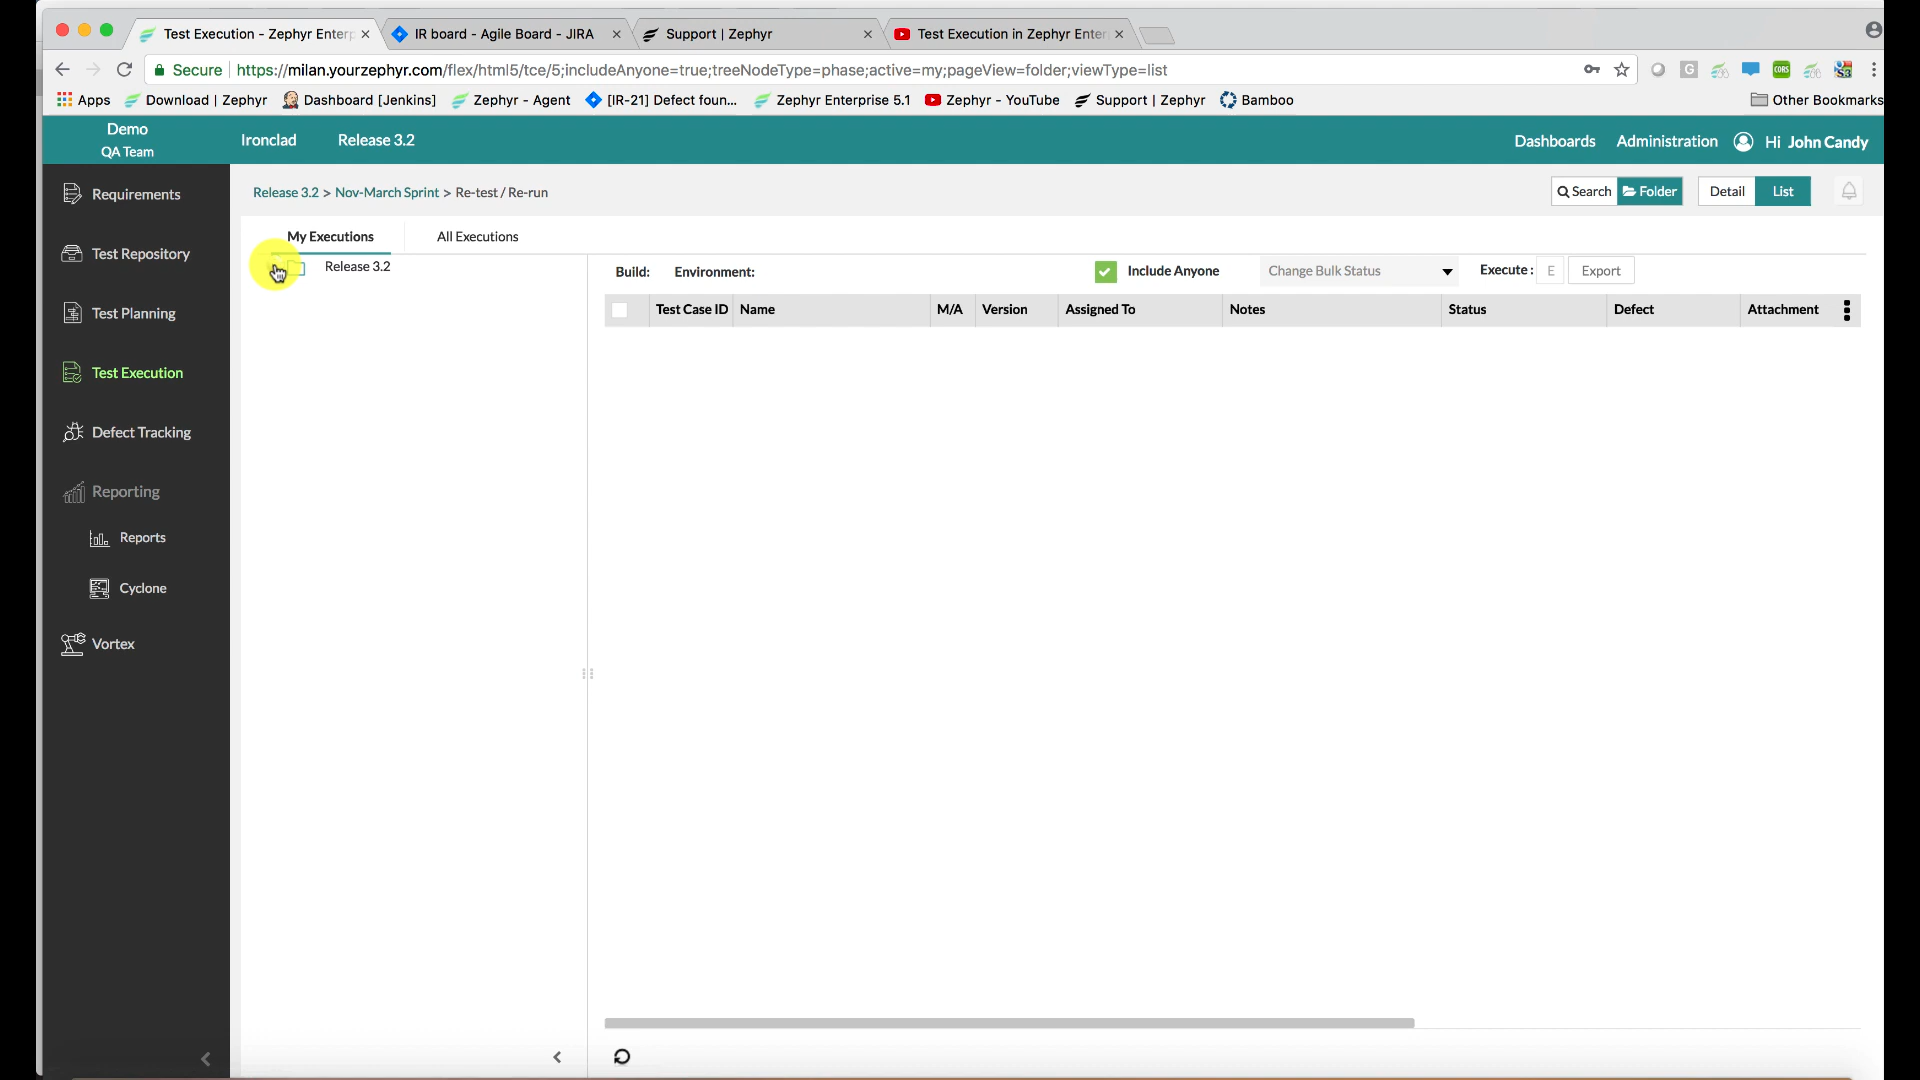 Test Execution - Zephyr Enterp
IR board - Agile Board - JIRA
Support | Zephyr
Test Execution in Zephyr Enter
Secure
https://milan.yourzephyr.com/flex/html5/tce/5;includeAnyone=true;treeNodeType=phase;active=my;pageView=folder;viewType=list
G
CORS
S3
Apps
Download | Zephyr
Dashboard [Jenkins]
Zephyr - Agent
[IR-21] Defect foun...
Zephyr Enterprise 5.1
Zephyr - YouTube
Support | Zephyr
Bamboo
Other Bookmarks
Demo
QA Team
Ironclad
Release 3.2
Dashboards
Administration
Hi John Candy
Requirements
Test Repository
Test Planning
Test Execution
Defect Tracking
Reporting
Reports
Cyclone
Vortex
Release 3.2 > Nov-March Sprint > Re-test / Re-run
Search
Folder
Detail
List
My Executions
All Executions
Release 3.2
Build:
Environment:
Include Anyone
Change Bulk Status
Execute :
E
Export
Test Case ID
Name
M/A
Version
Assigned To
Notes
Status
Defect
Attachment